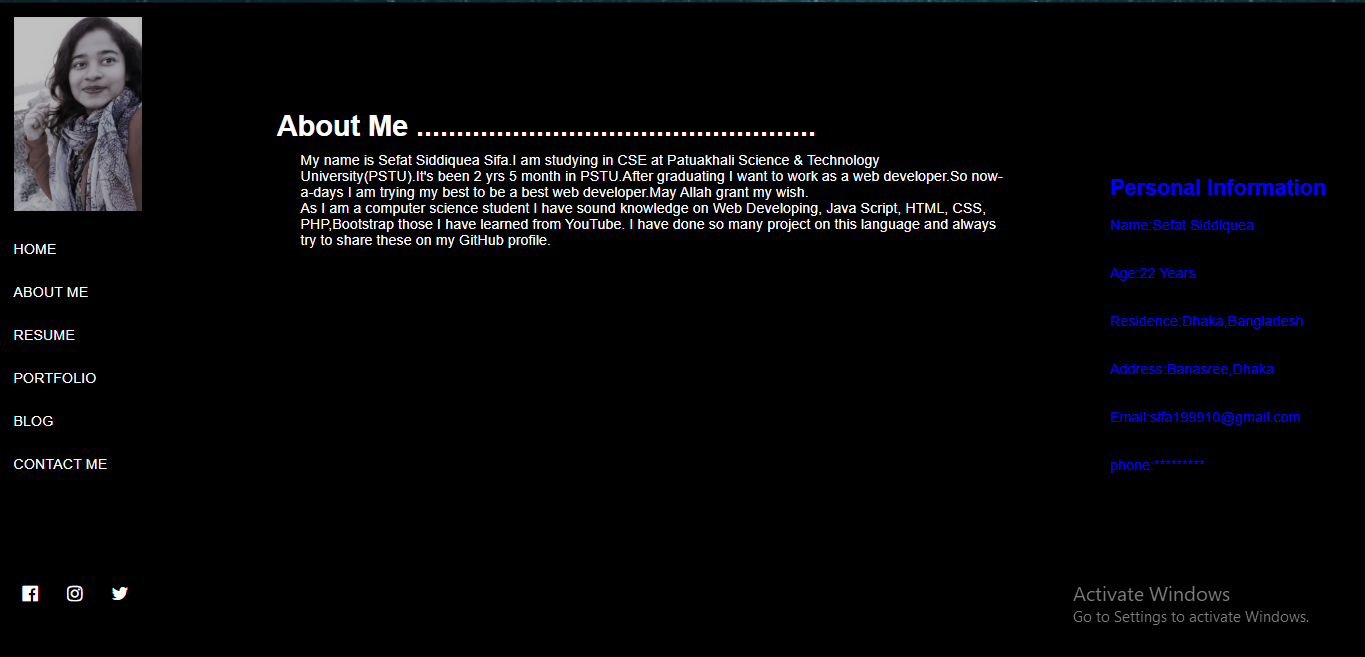 HOME
ABOUT ME
RESUME
PORTFOLIO
BLOG
CONTACT ME
About Me ..................................................
My name is Sefat Siddiquea Sifa.I am studying in CSE at Patuakhali Science & Technology
University(PSTU).It's been 2 yrs 5 month in PSTU.After graduating I want to work as a web developer.So now-
a-days I am trying my best to be a best web developer.May Allah grant my wish.
As I am a computer science student I have sound knowledge on Web Developing, Java Script, HTML, CSS,
PHP,Bootstrap those I have learned from YouTube. I have done so many project on this language and always
try to share these on my GitHub profile.
Personal Information
Name:Sefat Siddiquea
Age:22 Years
Residence:Dhaka,Bangladesh
Address:Banasree,Dhaka
Email:sifa199910@gmail.com
phone:*********
Activate Windows
Go to Settings to activate Windows.